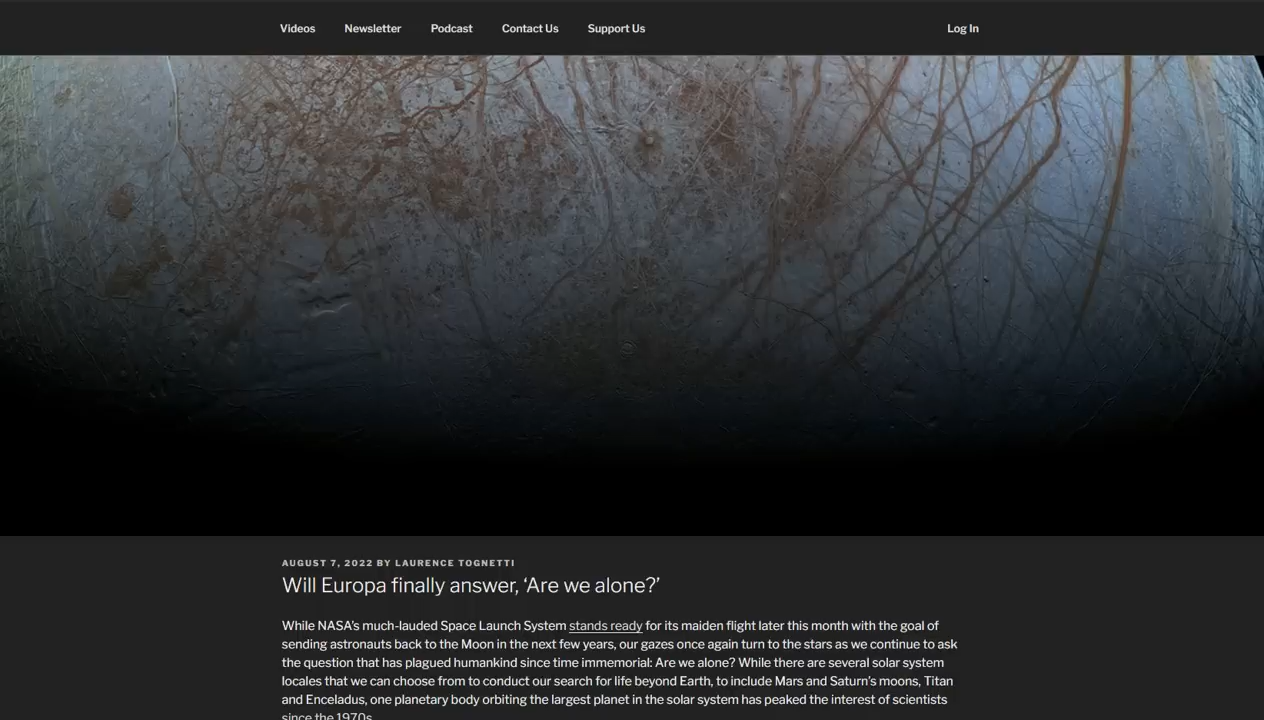 Videos Newsletter Podcast Contact Us Support Us Log In
AUGUST 7, 2022 BY LAURENCE TOGNETTI
Will Europa finally answer, ‘Are we alone?’
While NASA’s much-lauded Space Launch System stands ready for its maiden flight later this month with the goal of
sending astronauts back to the Moon in the next few years, our gazes once again turn to the stars as we continue to ask
the question that has plagued humankind since time immemorial: Are we alone? While there are several solar system
locales that we can choose from to conduct our search for life beyond Earth, to include Mars and Saturn’s moons, Titan
and Enceladus, one planetary body orbiting the largest planet in the solar system has peaked the interest of scientists
since the 1970s.